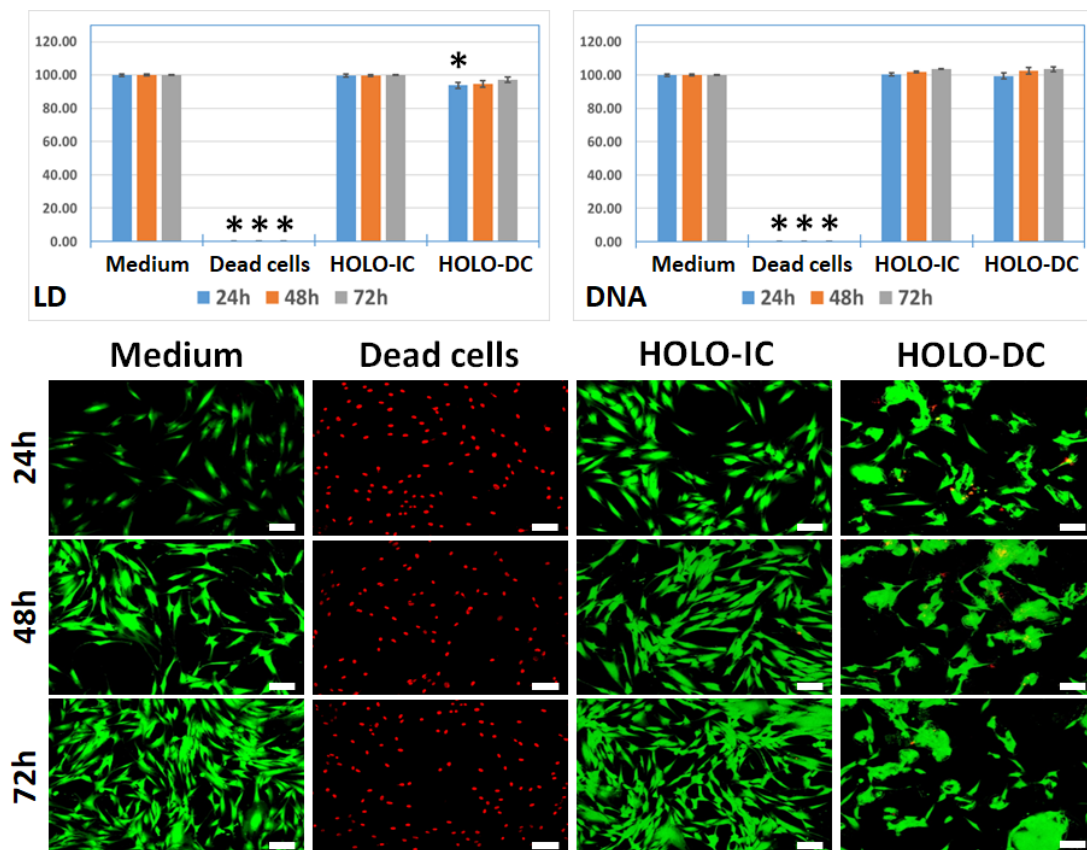 120.00
100.00
80.00
60.00
40.00
20.00
0.00
*
* * *
Medium Dead cells HOLO-IC HOLO-DC
LD
24h 48h 72h
120.00
100.00
80.00
60.00
40.00
20.00
0.00
* * *
Medium Dead cells HOLO-IC HOLO-DC
DNA
24h 48h 72h
Medium Dead cells HOLO-IC HOLO-DC
24h
48h
72h